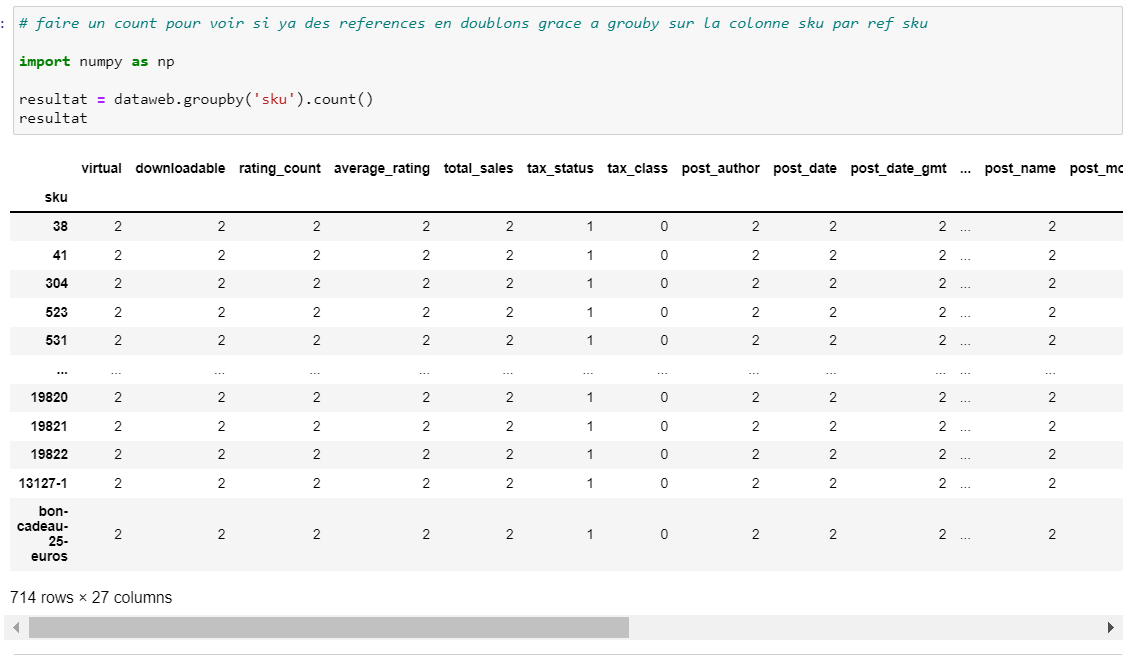 :
# faire un count pour voir si ya des references en doublons grace a grouby sur la colonne sku par ref sku
import numpy as np
resultat = dataweb.groupby('sku').count()
resultat
virtual downloadable rating_count average_rating total_sales tax_status tax_class post_author post_date post_date_gmt ... post_name post_mo
sku
38 2 2 2 2 2 1 0 2 2 2 ... 2
41 2 2 2 2 2 1 0 2 2 2 ... 2
304 2 2 2 2 2 1 0 2 2 2 ... 2
523 2 2 2 2 2 1 0 2 2 2 ... 2
531 2 2 2 2 2 1 0 2 2 2 ... 2
... ... ... ... ... ... ... ... ... ... ... ... ...
19820 2 2 2 2 2 1 0 2 2 2 ... 2
19821 2 2 2 2 2 1 0 2 2 2 ... 2
19822 2 2 2 2 2 1 0 2 2 2 ... 2
13127-1 2 2 2 2 2 1 0 2 2 2 ... 2
bon-
cadeau-
25-
euros 2 2 2 2 2 1 0 2 2 2 ... 2
714 rows × 27 columns